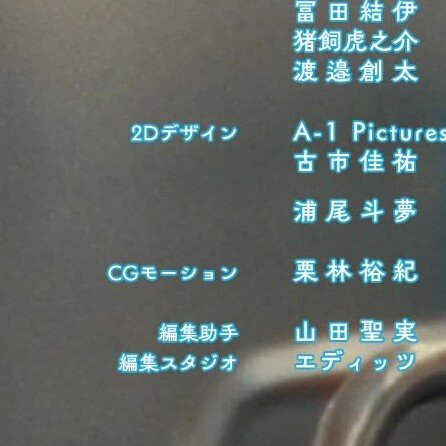 冨田結伊
猪飼虎之介
渡邉創太
2Dデザイン A-1 Pictures
古市佳祐
浦尾斗夢
CGモーション 栗林裕紀
編集助手 山田聖実
編集スタジオ エディッツ